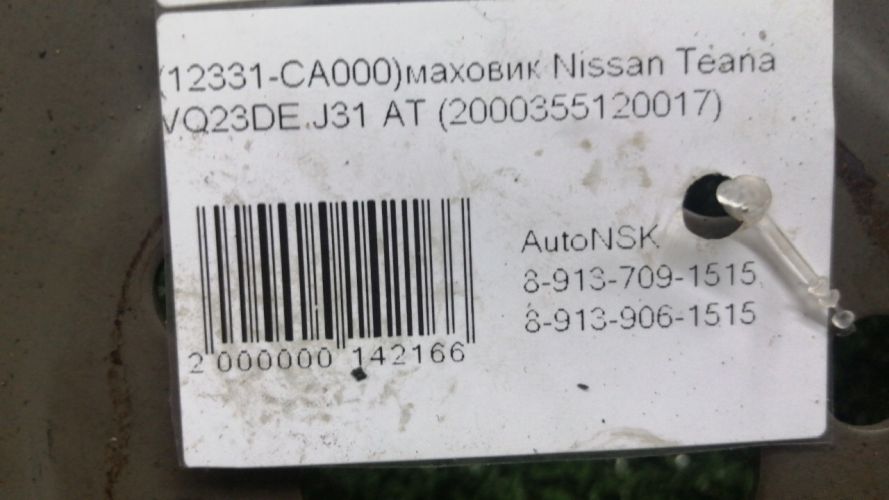 (12331-CA000)маховик Nissan Teana
VQ23DE.J31 AT (2000355120017)
AutoNSK
8-913-709-1515
8-913-906-1515
2 000000 142166